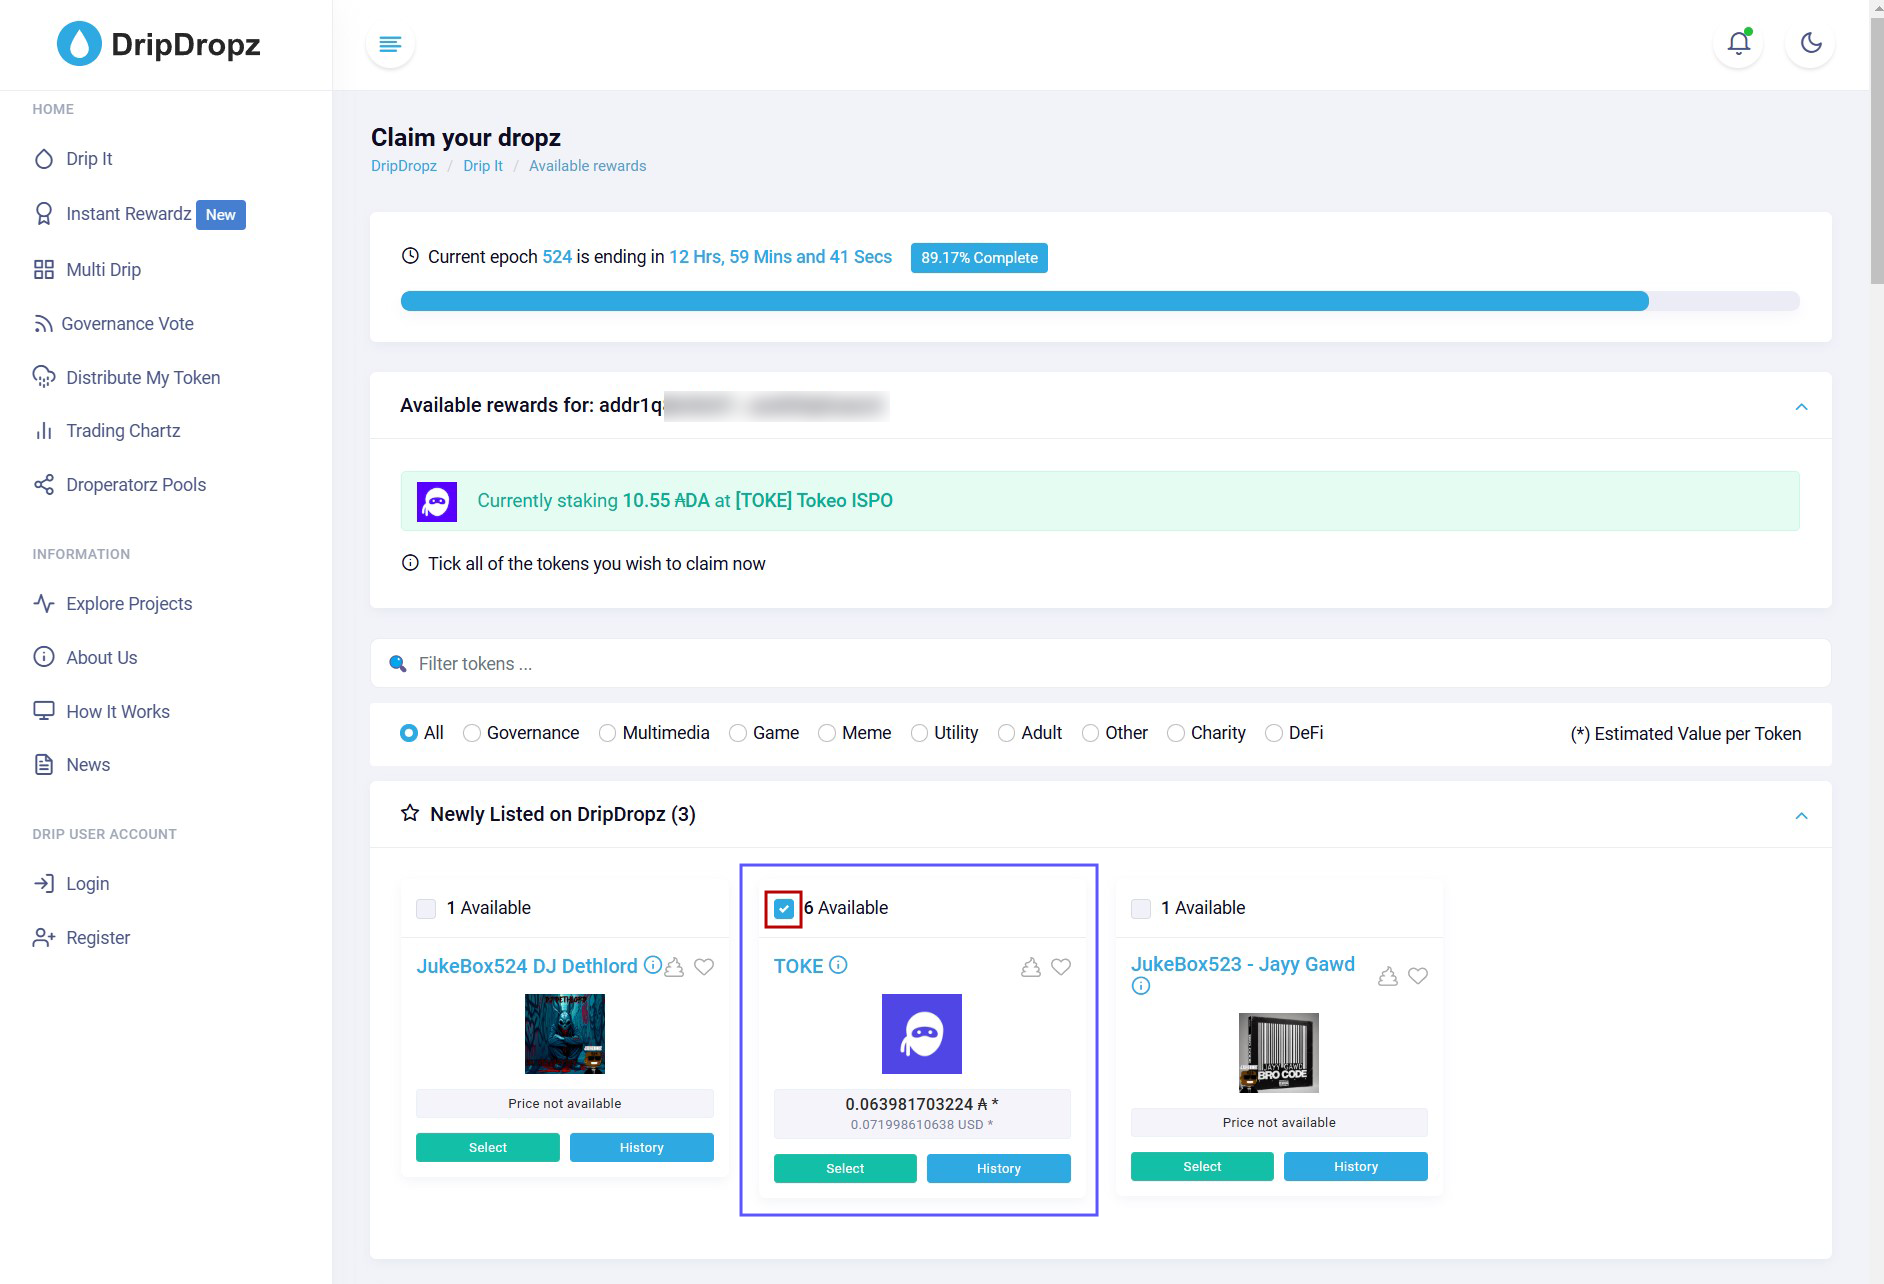 DripDropz
HOME
Drip It
Instant Rewardz New
Multi Drip
Governance Vote
Distribute My Token
Trading Chartz
Droperatorz Pools
INFORMATION
Explore Projects
About Us
How It Works
News
DRIP USER ACCOUNT
Login
Register
Claim your dropz
DripDropz / Drip It / Available rewards
Current epoch 524 is ending in 12 Hrs, 59 Mins and 41 Secs 89.17% Complete
Available rewards for: addr1q
Currently staking 10.55 ₳DA at [TOKE] Tokeo ISPO
Tick all of the tokens you wish to claim now
Filter tokens ...
All Governance Multimedia Game Meme Utility Adult Other Charity DeFi (*) Estimated Value per Token
Newly Listed on DripDropz (3)
1 Available
JukeBox524 DJ Dethlord
Price not available
Select History
6 Available
TOKE
0.063981703224 ₳ *
0.071998610638 USD *
Select History
1 Available
JukeBox523 - Jayy Gawd
JAYY GAWD
BRO CODE
Price not available
Select History